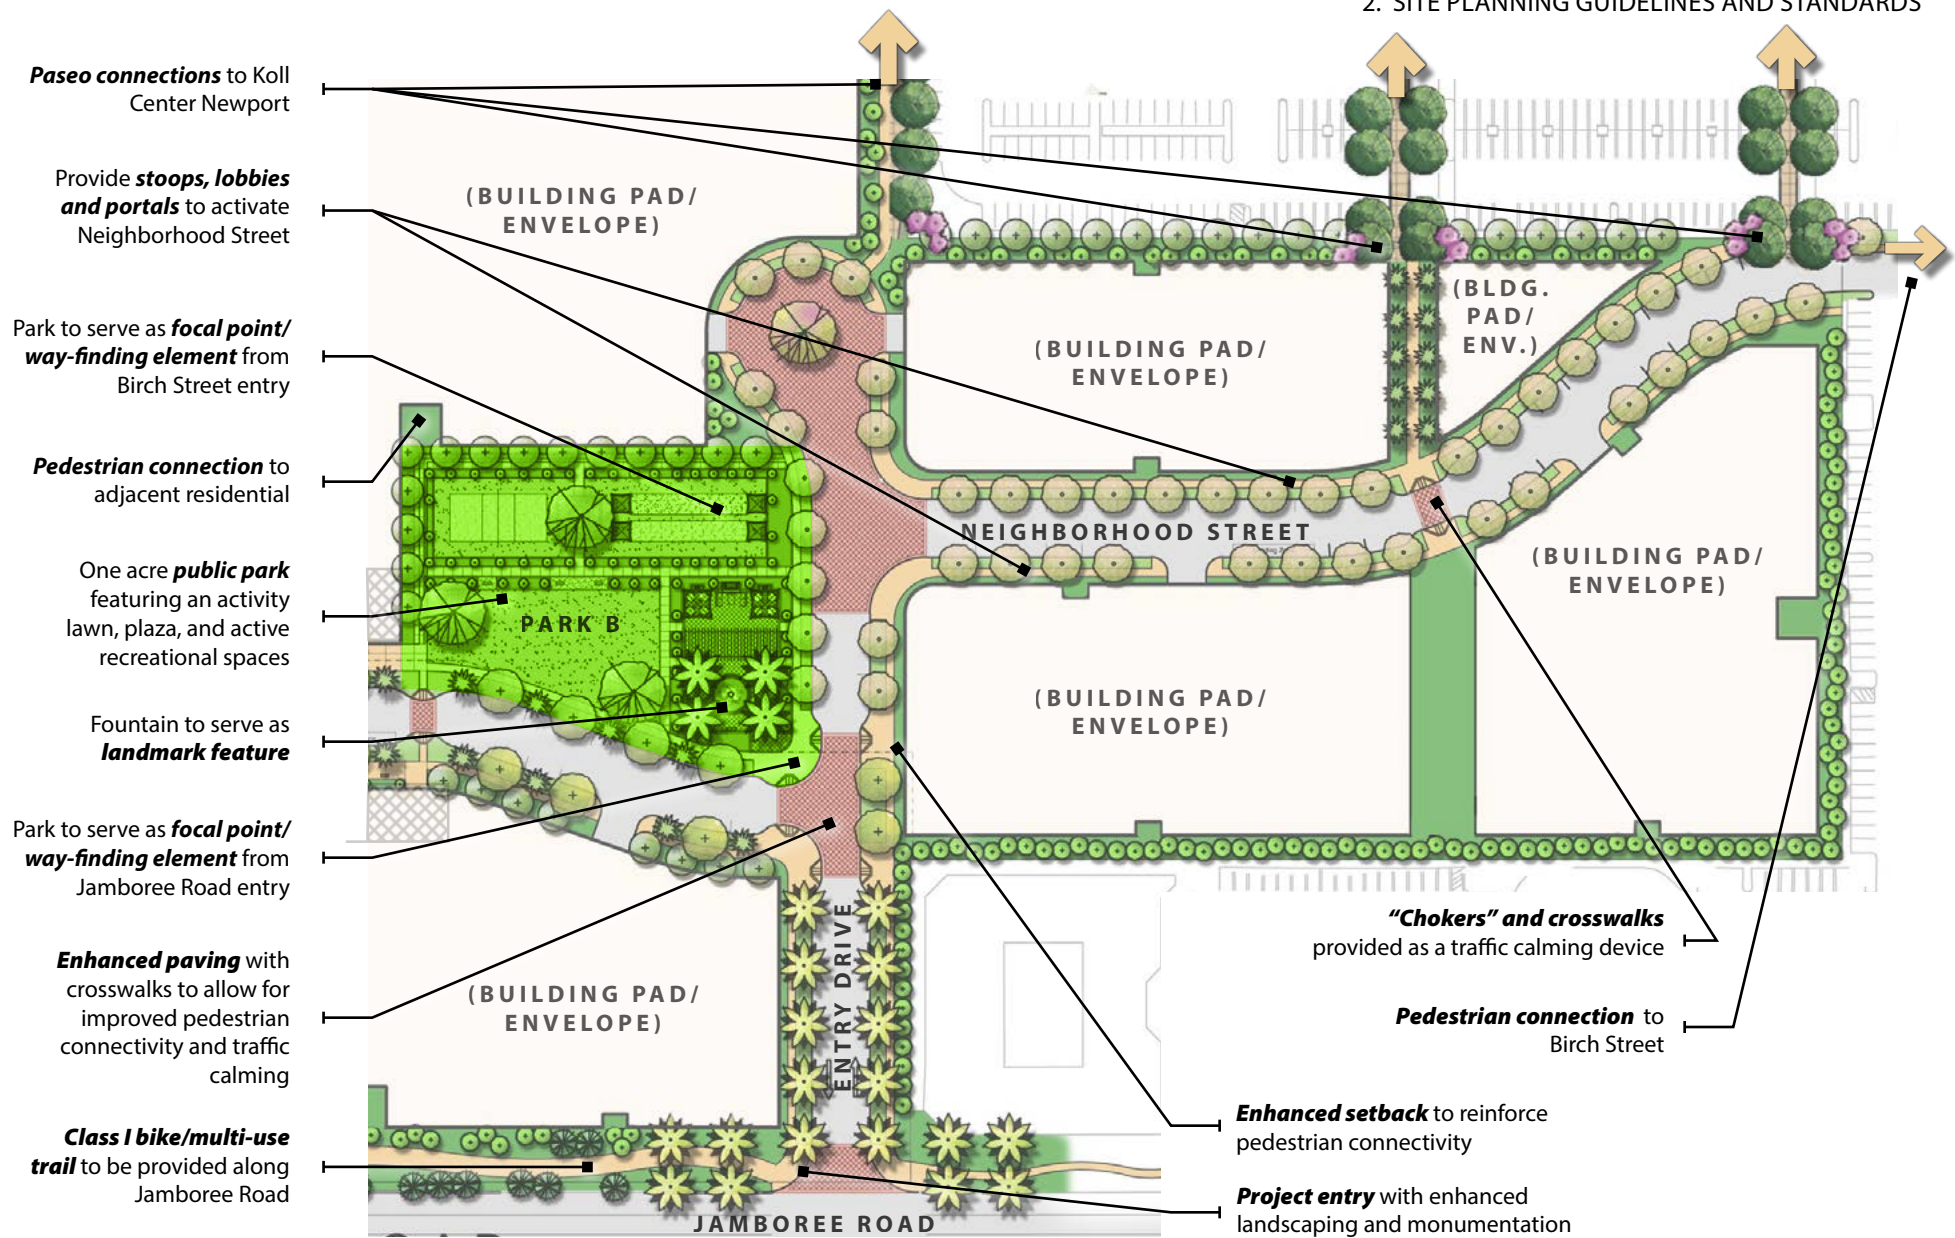 2.  SITE PLANNING GUIDELINES AND STANDARDS
Paseo connections to Koll
Center Newport
Provide stoops, lobbies
and portals to activate
Neighborhood Street
Park to serve as focal point/
way-finding element from
Birch Street entry
Pedestrian connection to
adjacent residential
One acre public park
featuring an activity
lawn, plaza, and active
recreational spaces
Fountain to serve as
landmark feature
Park to serve as focal point/
way-finding element from
Jamboree Road entry
Enhanced paving with
crosswalks to allow for
improved pedestrian
connectivity and traffic
calming
Class I bike/multi-use
trail to be provided along
Jamboree Road
(BUILDING PAD/
ENVELOPE)
(BUILDING PAD/
ENVELOPE)
(BLDG.
PAD/
ENV.)
NEIGHBORHOOD STREET
(BUILDING PAD/
ENVELOPE)
PARK B
(BUILDING PAD/
ENVELOPE)
(BUILDING PAD/
ENVELOPE)
ENTRY DRIVE
JAMBOREE ROAD
"Chokers" and crosswalks
provided as a traffic calming device
Pedestrian connection to
Birch Street
Enhanced setback to reinforce
pedestrian connectivity
Project entry with enhanced
landscaping and monumentation